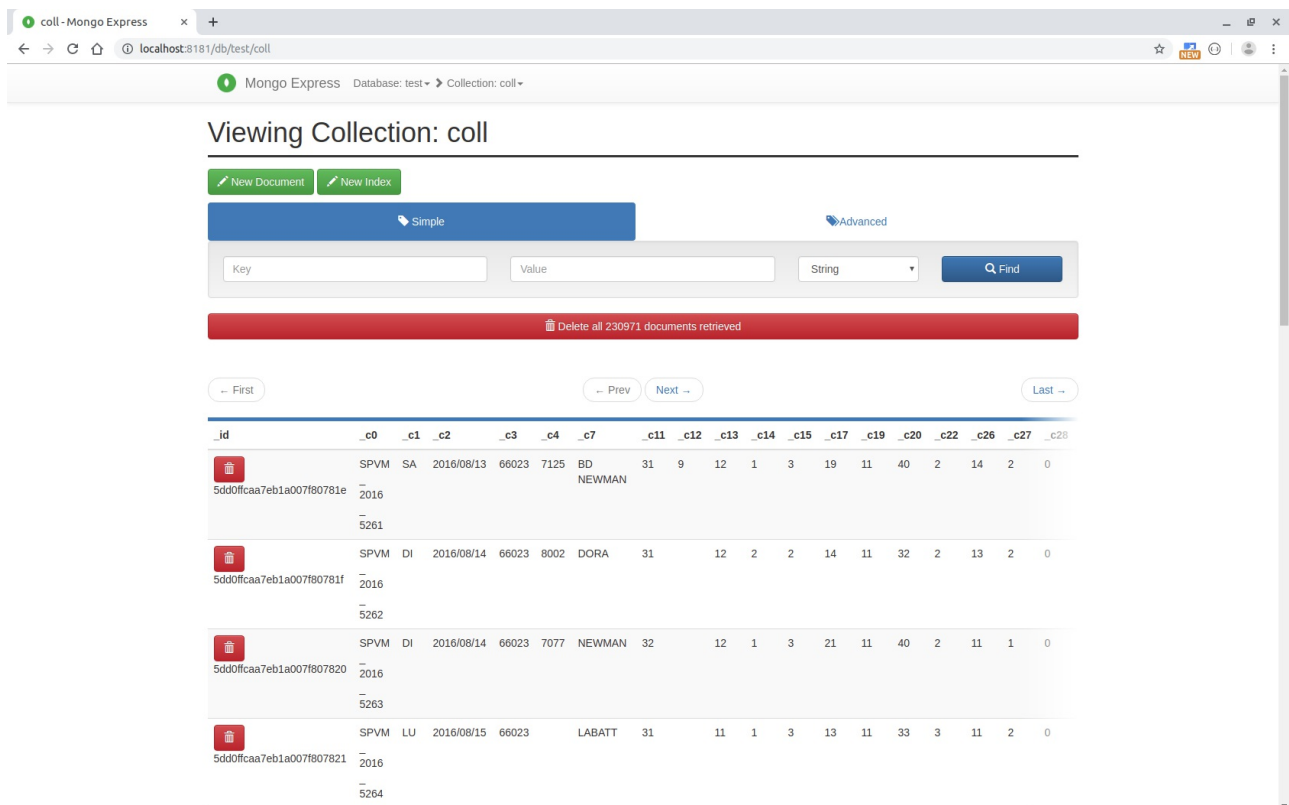 coll - Mongo Express
localhost:8181/db/test/coll
NEW
Mongo Express Database: test Collection: coll
Viewing Collection: coll
New Document New Index
Simple Advanced
Key Value String Find
Delete all 230971 documents retrieved
← First ← Prev Next → Last →
_id _c0 _c1 _c2 _c3 _c4 _c7 _c11 _c12 _c13 _c14 _c15 _c17 _c19 _c20 _c22 _c26 _c27 _c28
SPVM SA 2016/08/13 66023 7125 BD 31 9 12 1 3 19 11 40 2 14 2 0
_ NEWMAN
5dd0ffcaa7eb1a007f80781e 2016
_
5261
SPVM DI 2016/08/14 66023 8002 DORA 31 12 2 2 14 11 32 2 13 2 0
_
5dd0ffcaa7eb1a007f80781f 2016
_
5262
SPVM DI 2016/08/14 66023 7077 NEWMAN 32 12 1 3 21 11 40 2 11 1 0
_
5dd0ffcaa7eb1a007f807820 2016
_
5263
SPVM LU 2016/08/15 66023 LABATT 31 11 1 3 13 11 33 3 11 2 0
_
5dd0ffcaa7eb1a007f807821 2016
_
5264